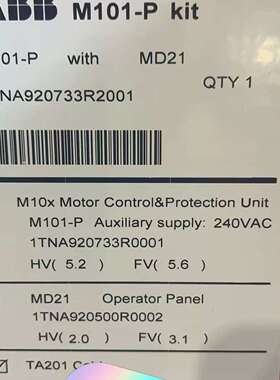 ABB M101-P kit
01-P with MD21
QTY 1
TNA920733R2001
M10x Motor Control&Protection Unit
M101-P Auxiliary supply: 240VAC
1TNA920733R0001
HV( 5.2 ) FV( 5.6 )
MD21 Operator Panel
1TNA920500R0002
HV( 2.0 ) FV( 3.1 )
TA201